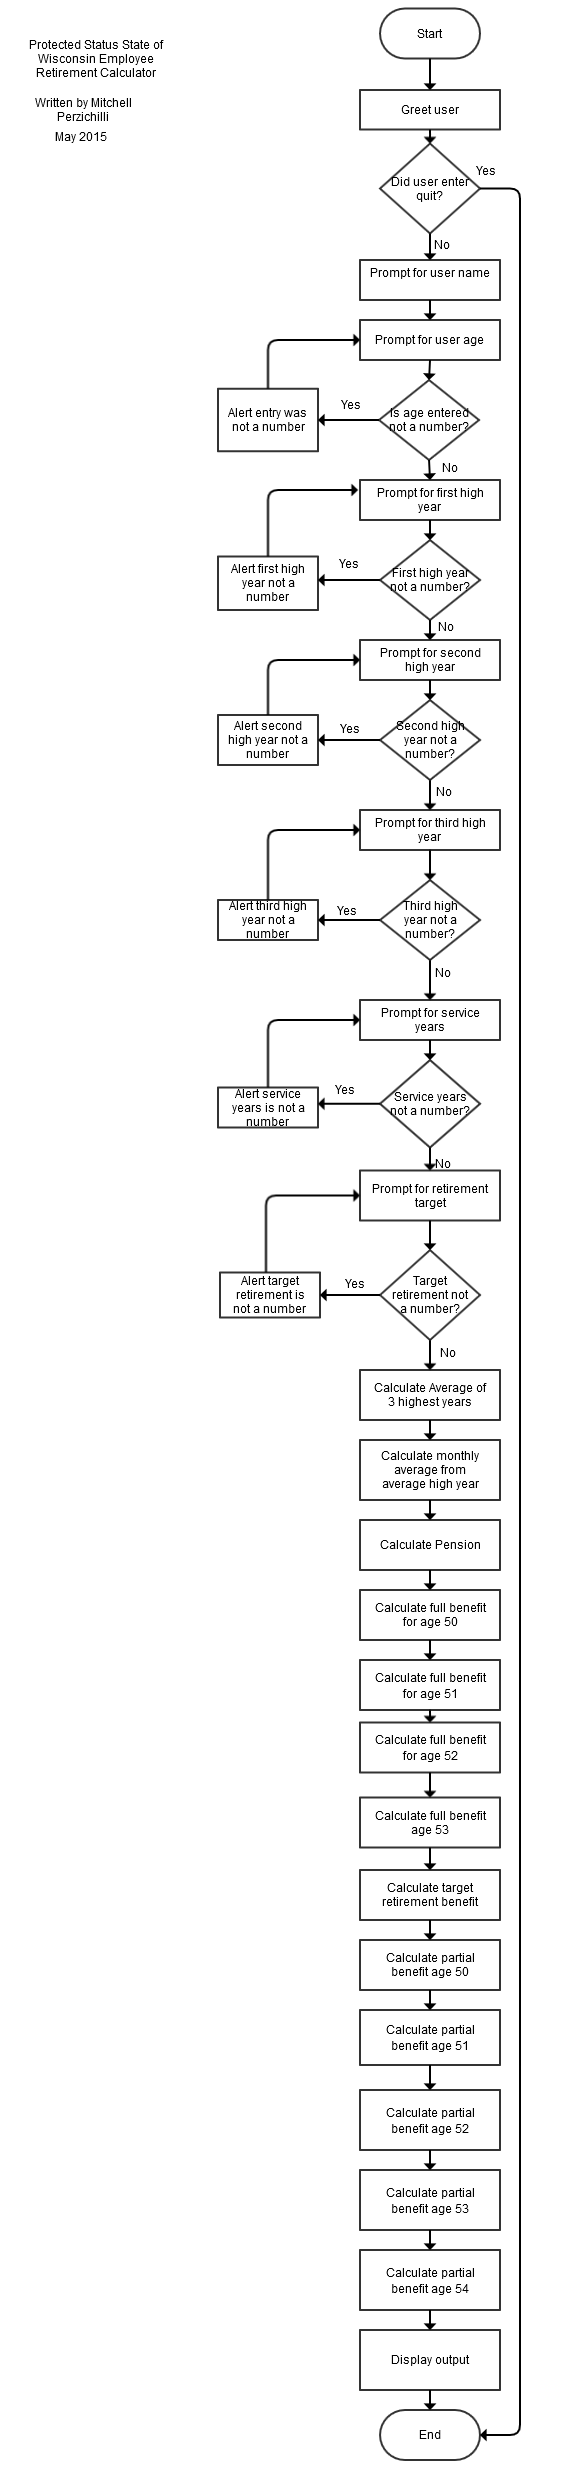 Protected Status State of
Wisconsin Employee
Retirement Calculator
Written by Mitchell
Perzichilli
May 2015
Start
Greet user
Did user enter
quit?
Yes
No
Prompt for user name
Prompt for user age
Is age entered
not a number?
Yes
Alert entry was
not a number
No
Prompt for first high
year
First high year
not a number?
Yes
Alert first high
year not a
number
No
Prompt for second
high year
Second high
year not a
number?
Yes
Alert second
high year not a
number
No
Prompt for third high
year
Third high
year not a
number?
Yes
Alert third high
year not a
number
No
Prompt for service
years
Service years
not a number?
Yes
Alert service
years is not a
number
No
Prompt for retirement
target
Target
retirement not
a number?
Yes
Alert target
retirement is
not a number
No
Calculate Average of
3 highest years
Calculate monthly
average from
average high year
Calculate Pension
Calculate full benefit
for age 50
Calculate full benefit
for age 51
Calculate full benefit
for age 52
Calculate full benefit
age 53
Calculate target
retirement benefit
Calculate partial
benefit age 50
Calculate partial
benefit age 51
Calculate partial
benefit age 52
Calculate partial
benefit age 53
Calculate partial
benefit age 54
Display output
End